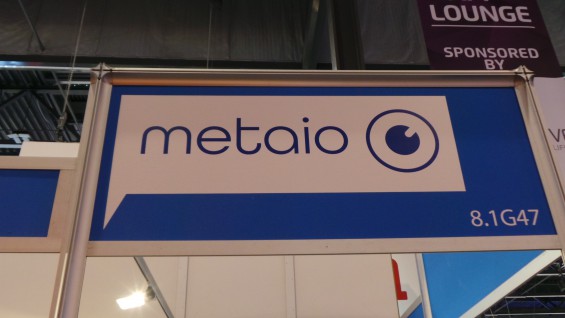 LOUNGE
SPONSORED
BY
metaio
8.1G47